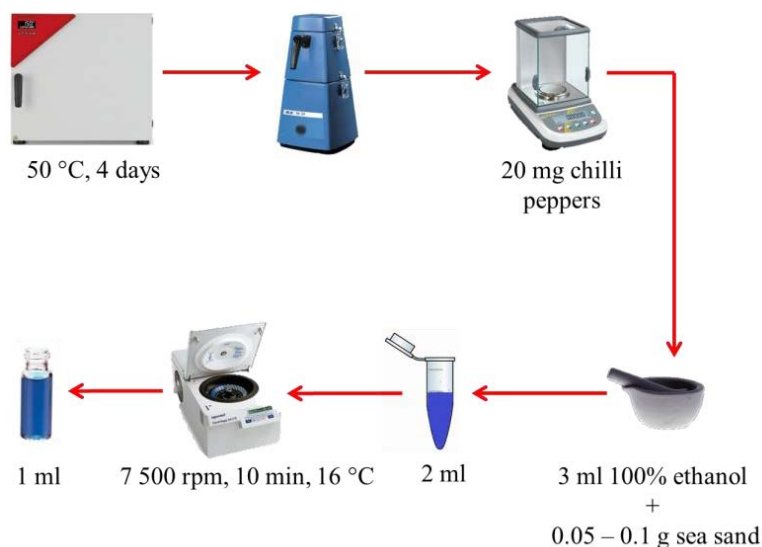 50 °C, 4 days
20 mg chilli
peppers
1 ml
7 500 rpm, 10 min, 16 °C
2 ml
3 ml 100% ethanol
+
0.05 – 0.1 g sea sand